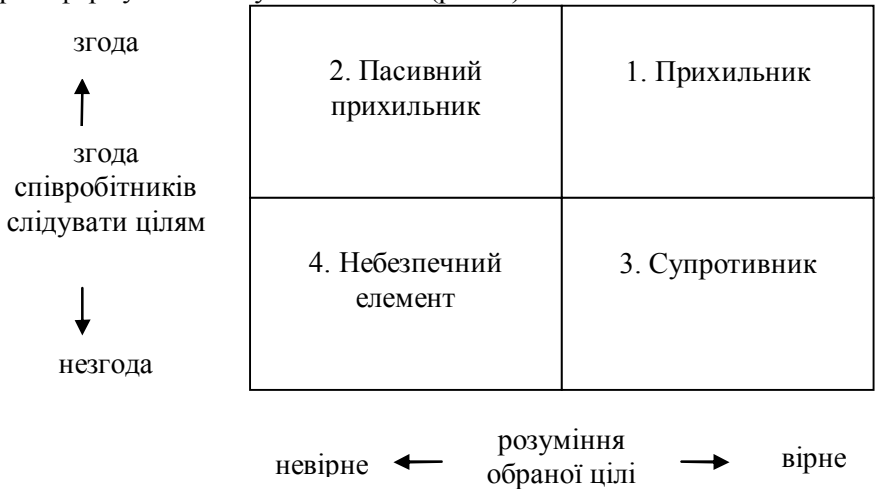 згода
2. Пасивний
прихильник
1. Прихильник
згода
співробітників
слідувати цілям
4. Небезпечний
елемент
3. Супротивник
незгода
невірне
розуміння
обраної цілі
вірне